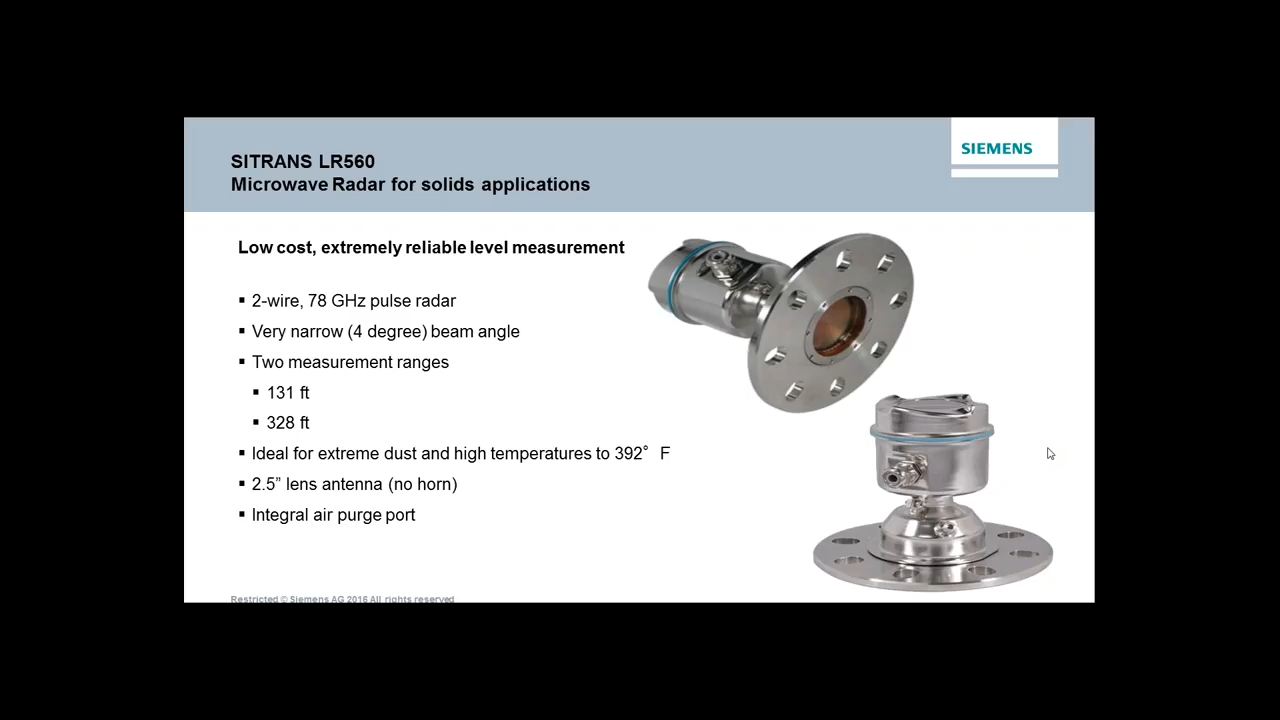 SITRANS LR560
Microwave Radar for solids applications
SIEMENS
Low cost, extremely reliable level measurement
▪ 2-wire, 78 GHz pulse radar
▪ Very narrow (4 degree) beam angle
▪ Two measurement ranges
▪ 131 ft
▪ 328 ft
▪ Ideal for extreme dust and high temperatures to 392° F
▪ 2.5” lens antenna (no horn)
▪ Integral air purge port
Restricted © Siemens AG 2016 All rights reserved